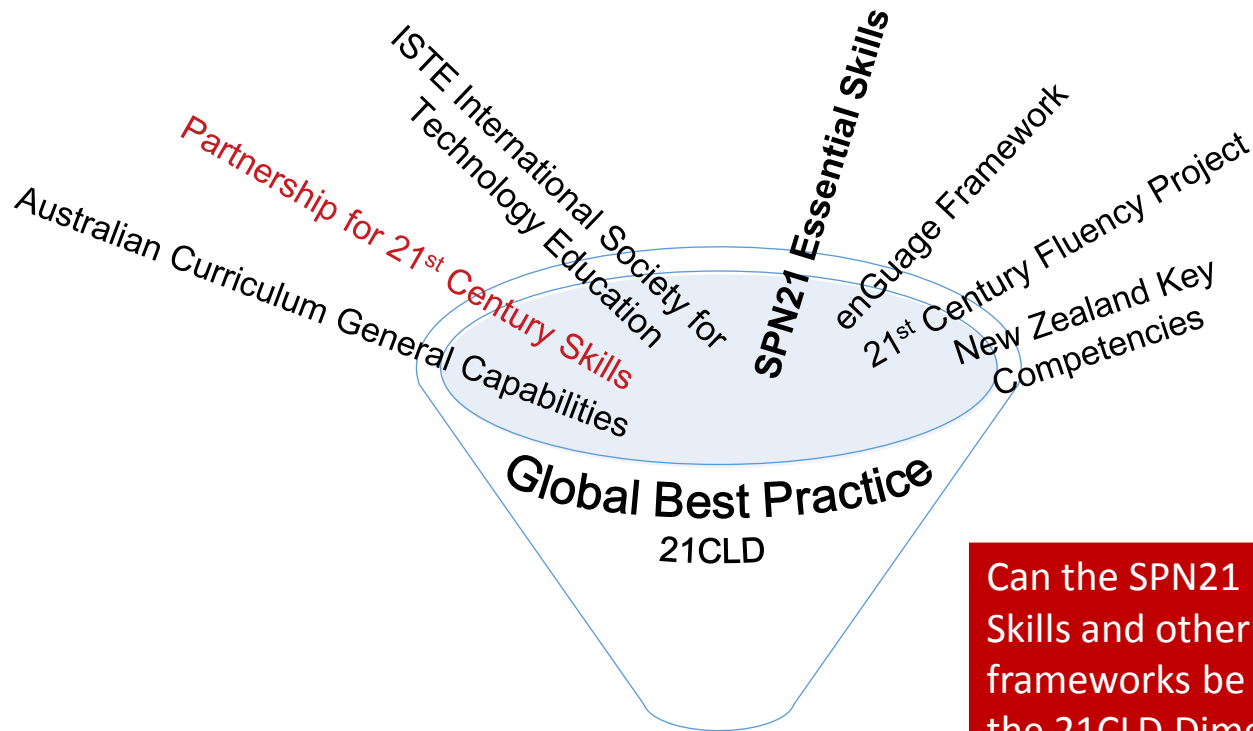 Australian Curriculum General Capabilities
Partnership for 21st Century Skills
ISTE International Society for
Technology Education
SPN21 Essential Skills
enGuage Framework
21st Century Fluency Project
New Zealand Key
Competencies
Global Best Practice
21CLD
Can the SPN21
Skills and other
frameworks be
the 21CLD